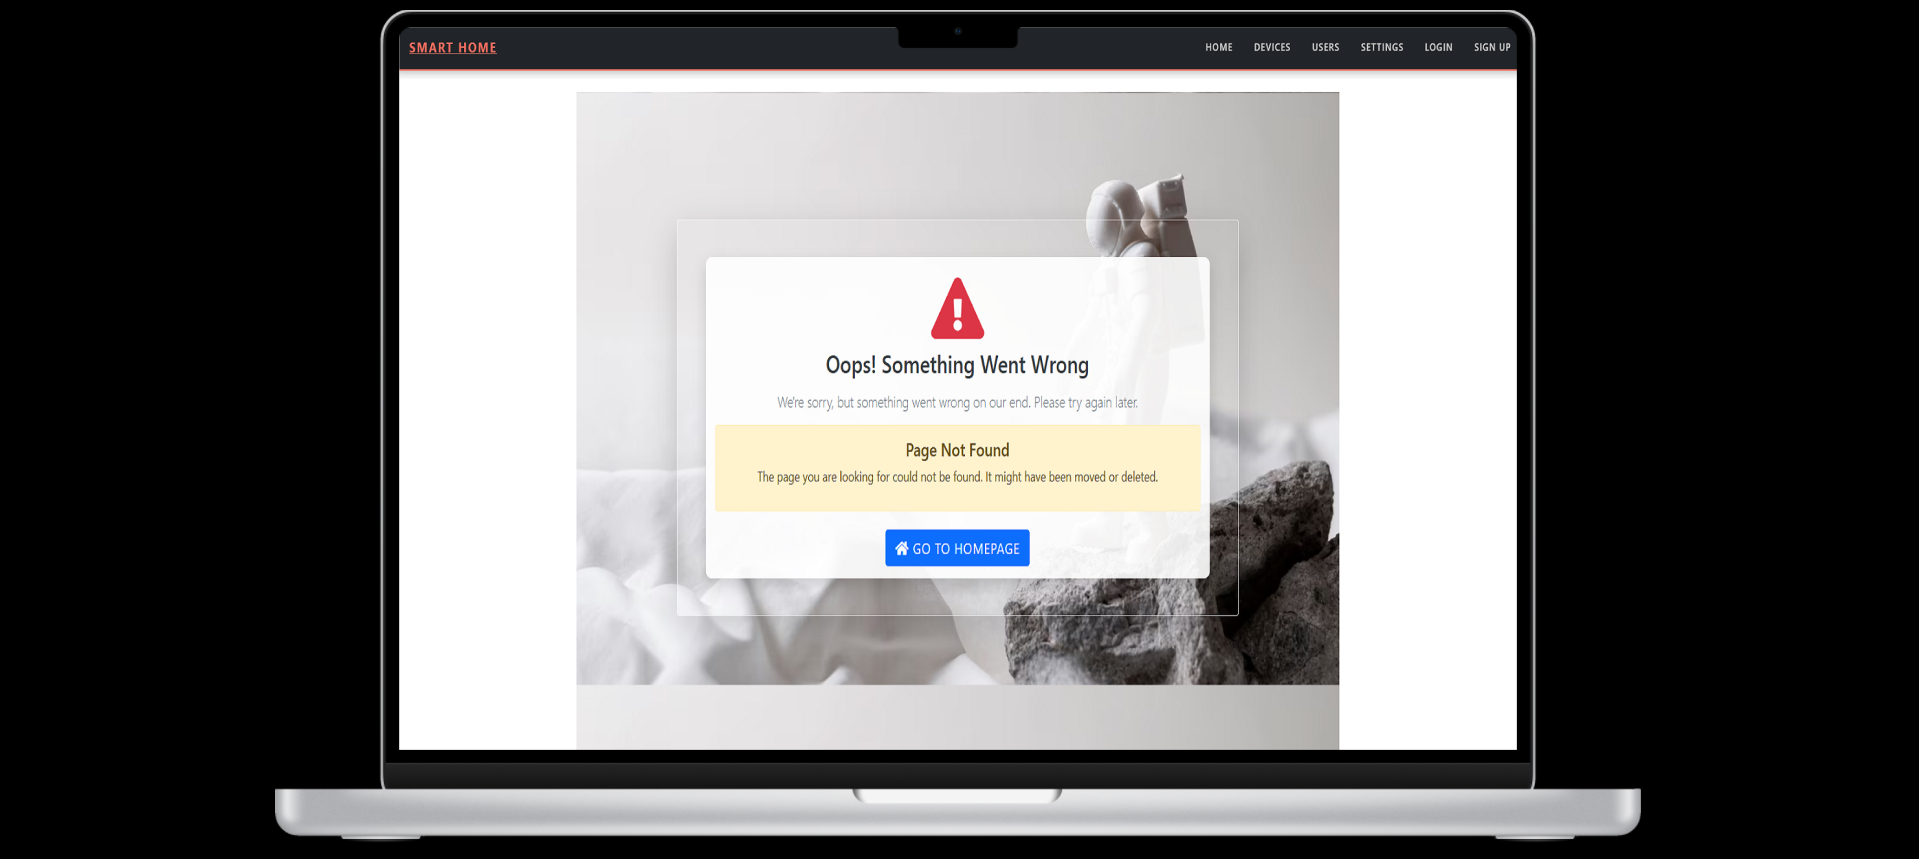 SMART HOME
HOME DEVICES USERS SETTINGS LOGIN SIGN UP
Oops! Something Went Wrong
We're sorry, but something went wrong on our end. Please try again later.
Page Not Found
The page you are looking for could not be found. It might have been moved or deleted.
GO TO HOMEPAGE